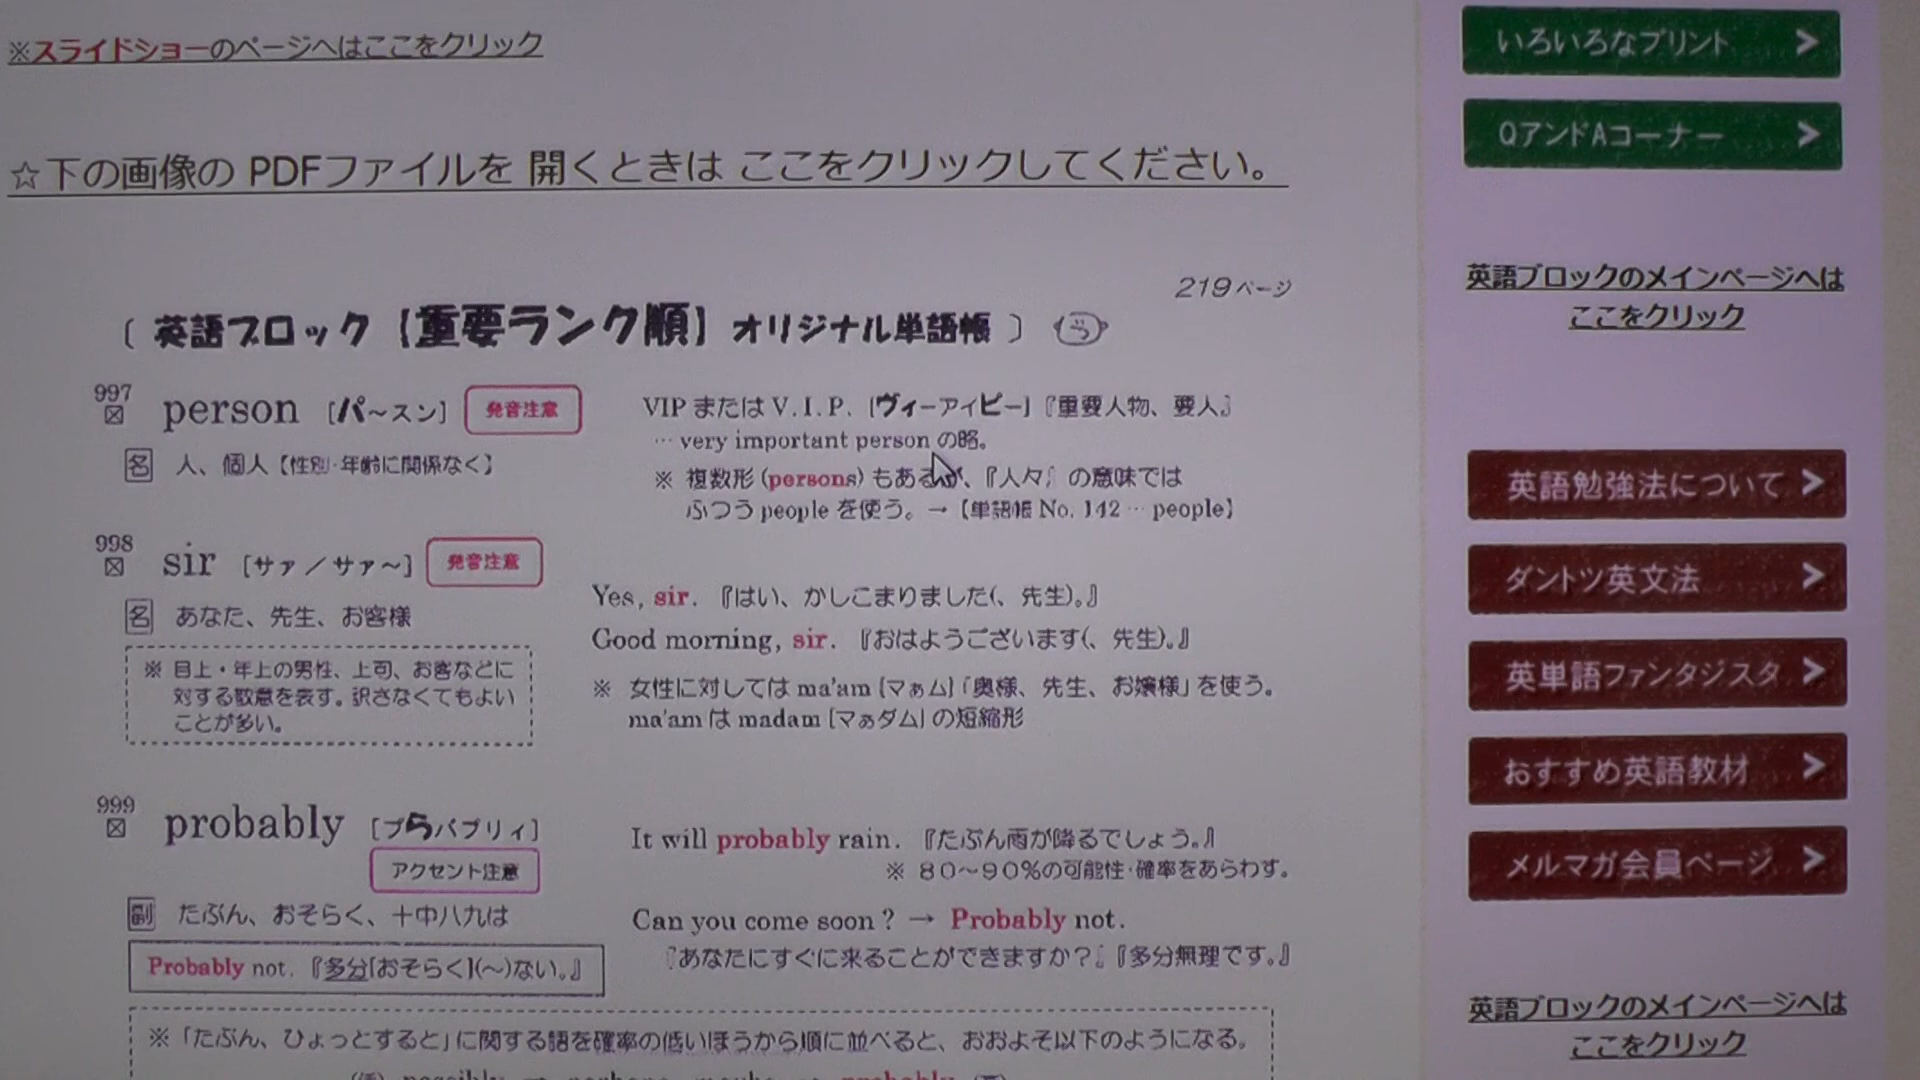 ※スライドショーのページへはここをクリック
☆下の画像の PDFファイルを 開くときは ここをクリックしてください。
219ページ
〔 英語ブロック【重要ランク順】オリジナル単語帳 〕 ら
997
person [パ～スン] 発音注意
名 人、個人【性別・年齢に関係なく】
VIP または V.I.P. [ヴィーアイピー]『重要人物、要人』
… very important person の略。
※ 複数形 (persons) もあるが、『人々』の意味では
ふつう people を使う。→【単語帳 No. 142 … people】
998
sir [サァ／サァ～] 発音注意
名 あなた、先生、お客様
※ 目上・年上の男性、上司、お客などに
対する敬意を表す。訳さなくてもよい
ことが多い。
Yes, sir. 『はい、かしこまりました(、先生)。』
Good morning, sir. 『おはようございます(、先生)。』
※ 女性に対しては ma'am [マぁム]「奥様、先生、お嬢様」を使う。
ma'am は madam [マぁダム] の短縮形
999
probably [プらバブリィ]
アクセント注意
副 たぶん、おそらく、十中八九は
Probably not. 『多分[おそらく](～)ない。』
It will probably rain. 『たぶん雨が降るでしょう。』
※ 80～90％の可能性・確率をあらわす。
Can you come soon? → Probably not.
『あなたにすぐに来ることができますか?』『多分無理です。』
※「たぶん、ひょっとすると」に関する語を確率の低いほうから順に並べると、おおよそ以下のようになる。
いろいろなプリント
QアンドAコーナー
英語ブロックのメインページへは
ここをクリック
英語勉強法について
ダントツ英文法
英単語ファンタジスタ
おすすめ英語教材
メルマガ会員ページ
英語ブロックのメインページへは
ここをクリック